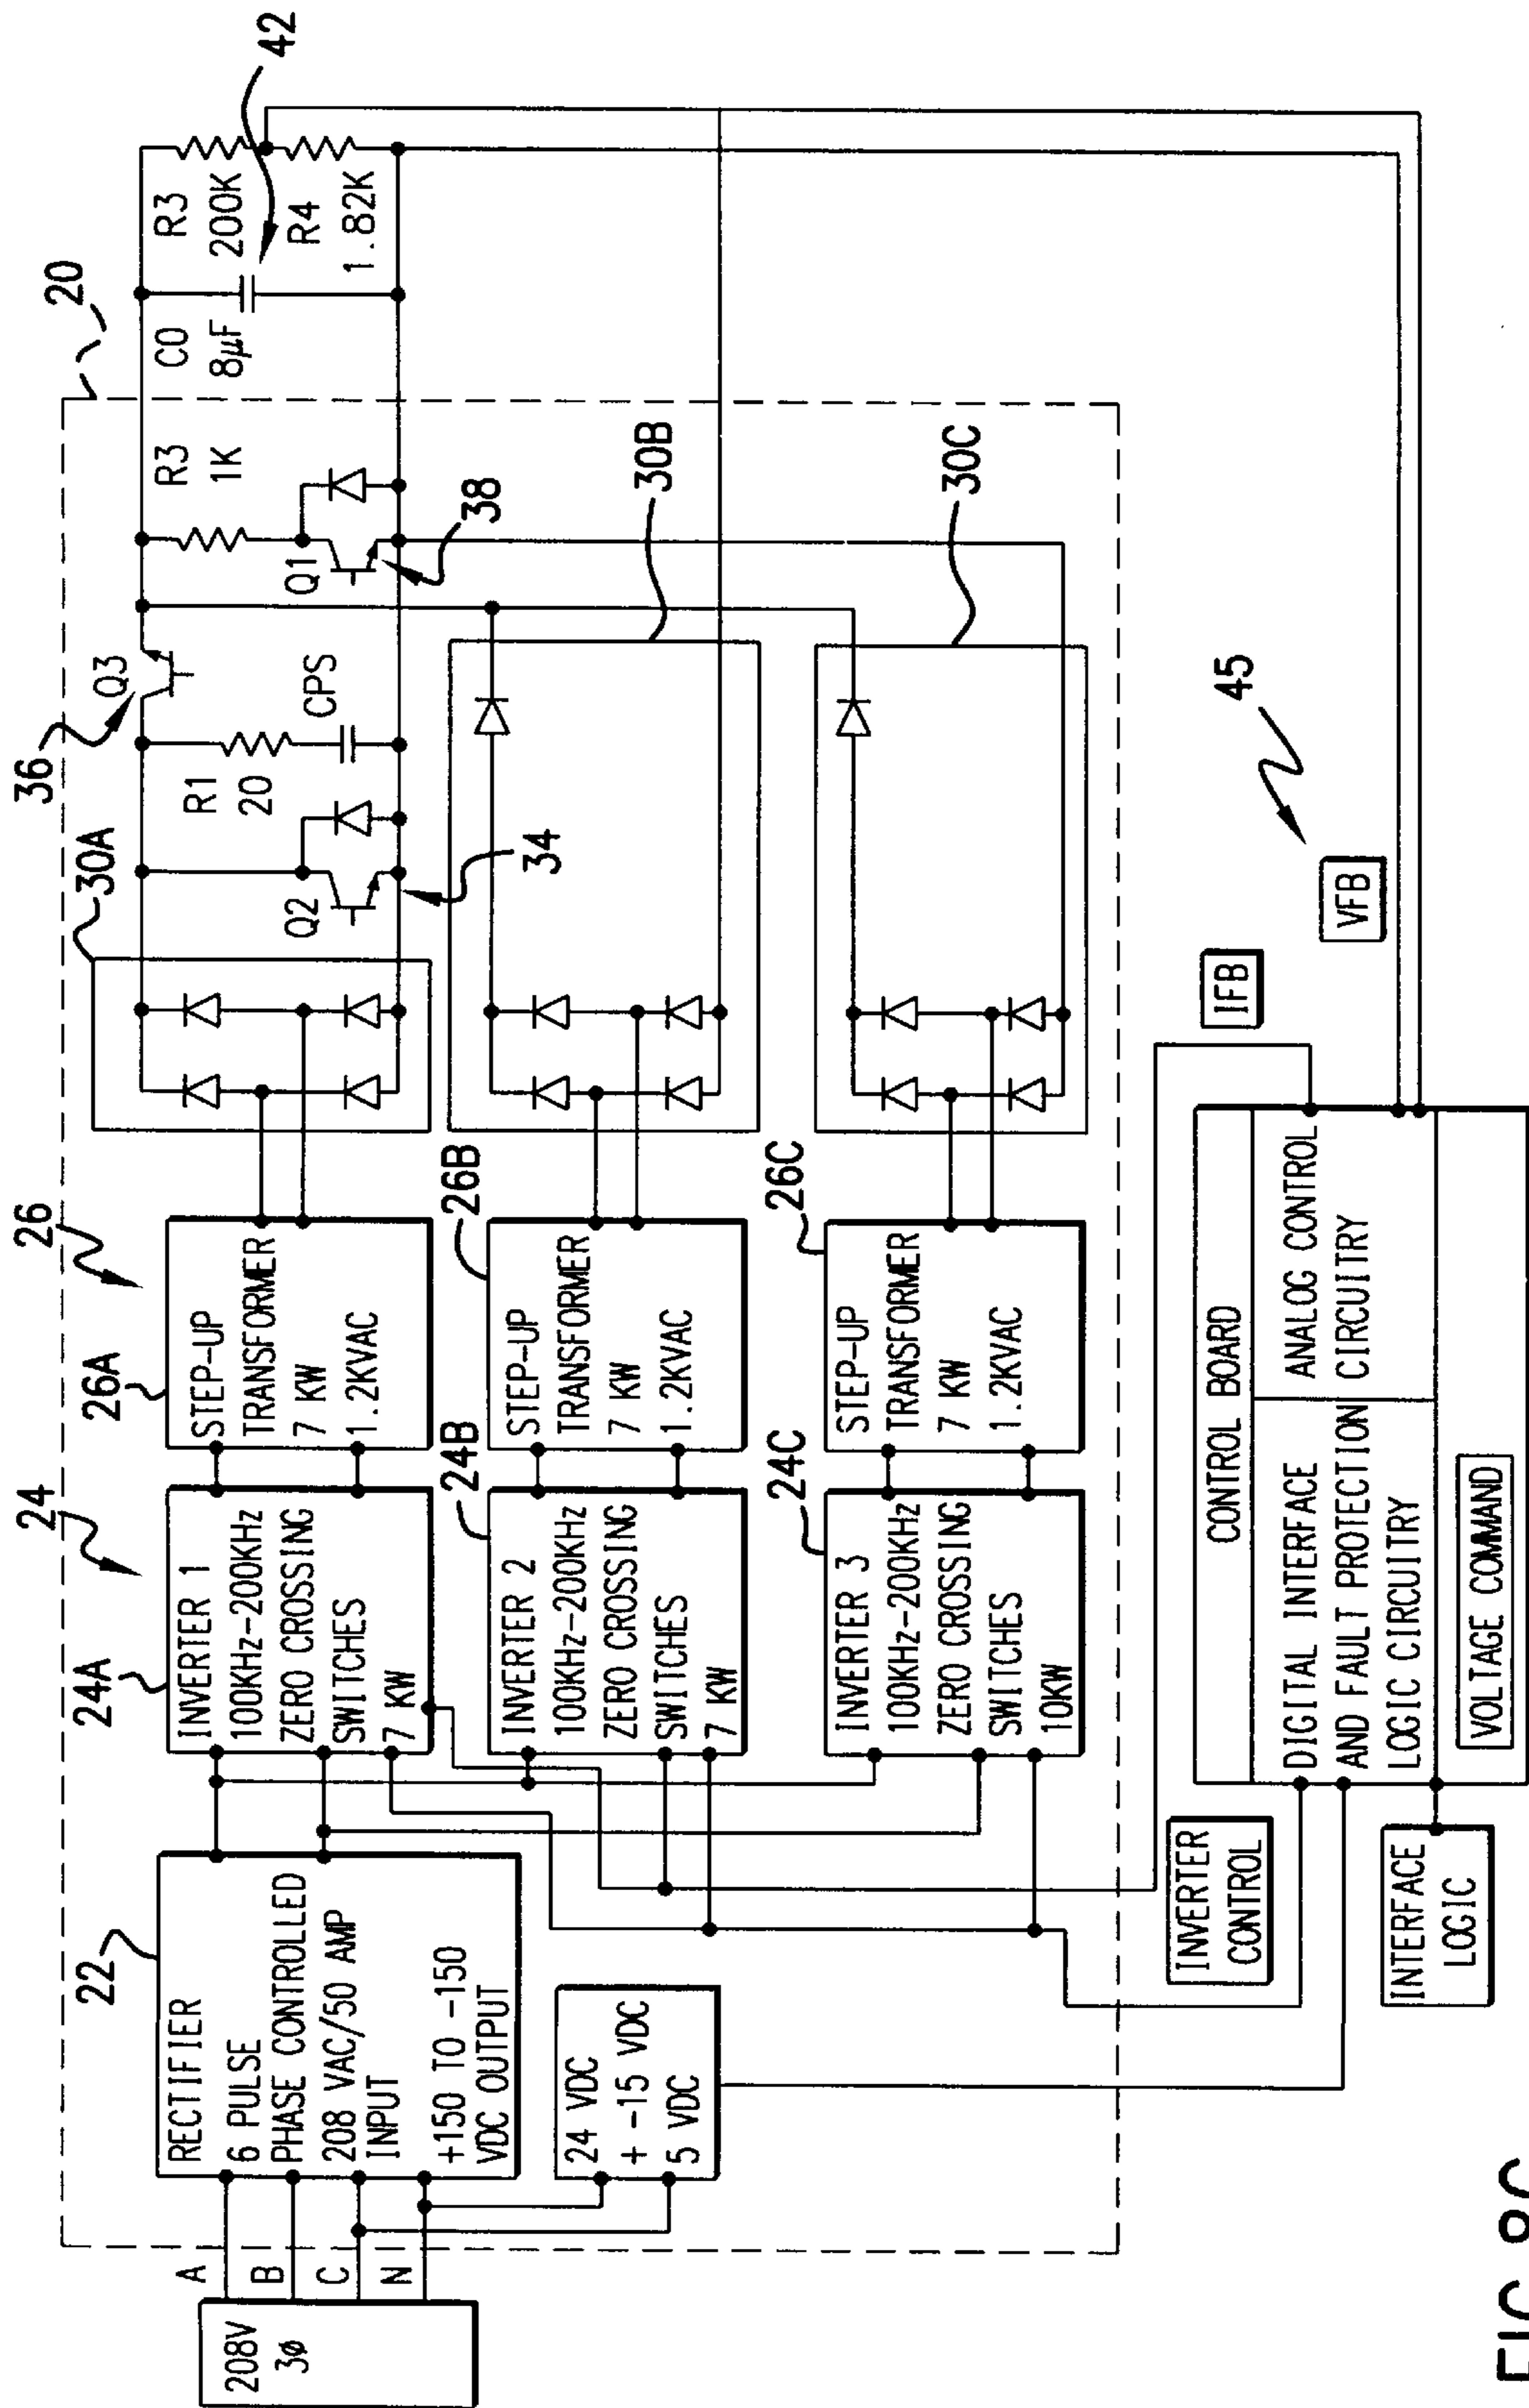 208V
3ø
A
B
C
N
20
22
RECTIFIER
6 PULSE
PHASE CONTROLLED
208 VAC/50 AMP
INPUT
+150 TO -150
VDC OUTPUT
24 VDC
+ -15 VDC
5 VDC
24
24A
INVERTER 1
100KHz-200KHz
ZERO CROSSING
SWITCHES
7 KW
24B
INVERTER 2
100KHz-200KHz
ZERO CROSSING
SWITCHES
7 KW
24C
INVERTER 3
100KHz-200KHz
ZERO CROSSING
SWITCHES
10KW
26
26A
STEP-UP
TRANSFORMER
7 KW
1.2KVAC
26B
STEP-UP
TRANSFORMER
7 KW
1.2KVAC
26C
STEP-UP
TRANSFORMER
7 KW
1.2KVAC
30A
30B
30C
Q2
34
R1
20
CPS
36
Q3
R3
1K
Q1
38
C0
8µF
R3
200K
R4
1.82K
42
INVERTER
CONTROL
INTERFACE
LOGIC
CONTROL BOARD
DIGITAL INTERFACE
AND FAULT PROTECTION
LOGIC CIRCUITRY
ANALOG CONTROL
CIRCUITRY
VOLTAGE COMMAND
IFB
VFB
45
FIG.8C